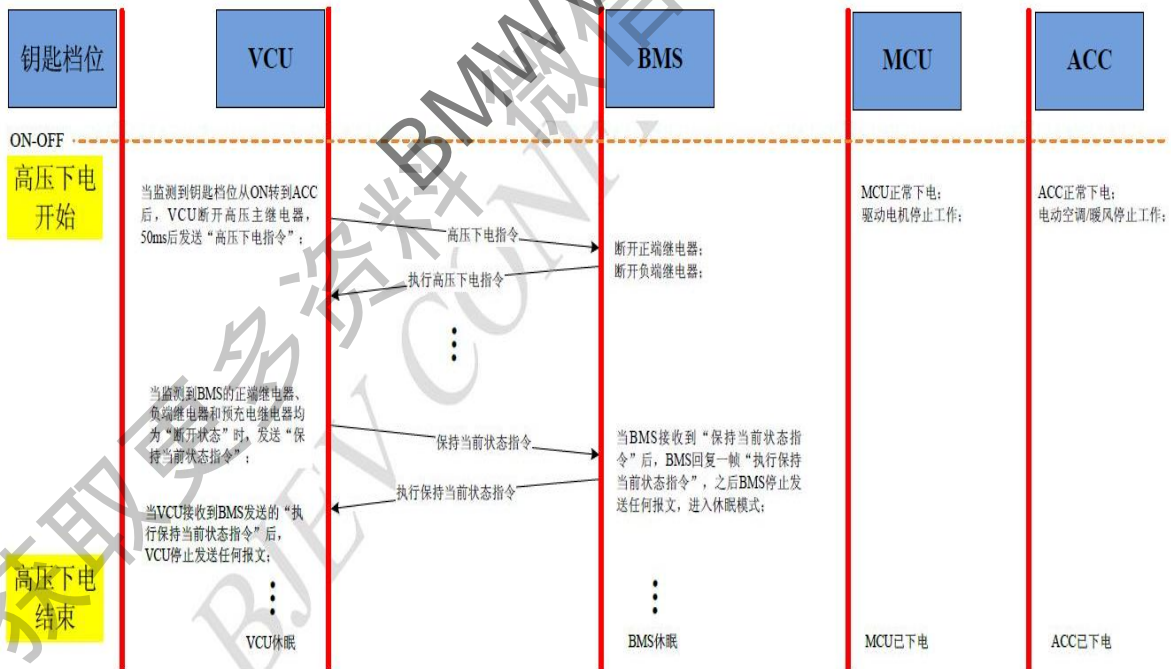 钥匙档位
VCU
BMS
MCU
ACC
ON-OFF
高压下电
开始
当监测到钥匙档位从ON转到ACC
后，VCU断开高压主继电器，
50ms后发送“高压下电指令”；
高压下电指令
执行高压下电指令
断开正端继电器；
断开负端继电器；
MCU正常下电；
驱动电机停止工作；
ACC正常下电；
电动空调/暖风停止工作；
当监测到BMS的正端继电器、
负端继电器和预充电继电器均
为“断开状态”时，发送“保
持当前状态指令”；
保持当前状态指令
执行保持当前状态指令
当BMS接收到“保持当前状态指
令”后，BMS回复一帧“执行保持
当前状态指令”，之后BMS停止发
送任何报文，进入休眠模式；
当VCU接收到BMS发送的“执
行保持当前状态指令”后，
VCU停止发送任何报文；
高压下电
结束
VCU休眠
BMS休眠
MCU已下电
ACC已下电
获取更多资料 微信
BMW
BJEV CONF